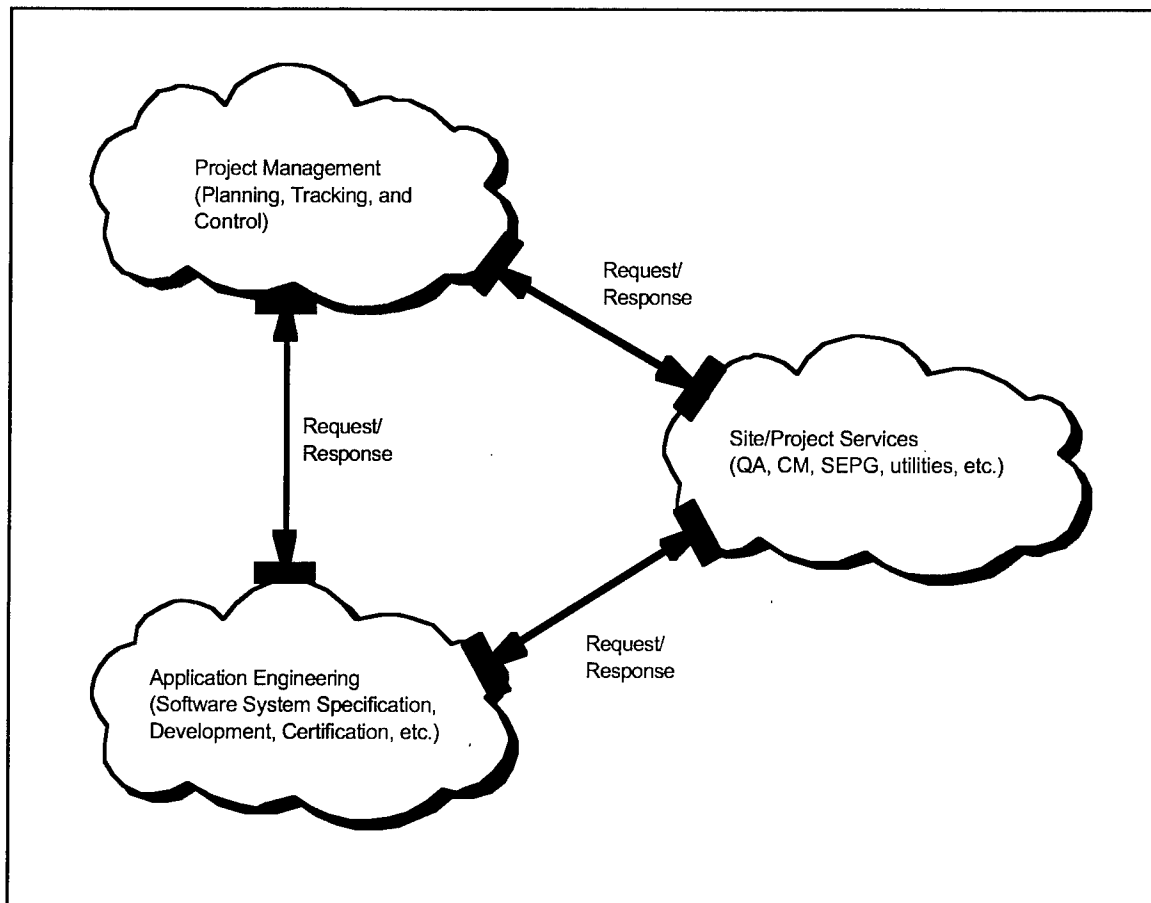 Project Management
(Planning, Tracking, and
Control)
Request/
Response
Request/
Response
Site/Project Services
(QA, CM, SEPG, utilities, etc.)
Request/
Response
Application Engineering
(Software System Specification,
Development, Certification, etc.)